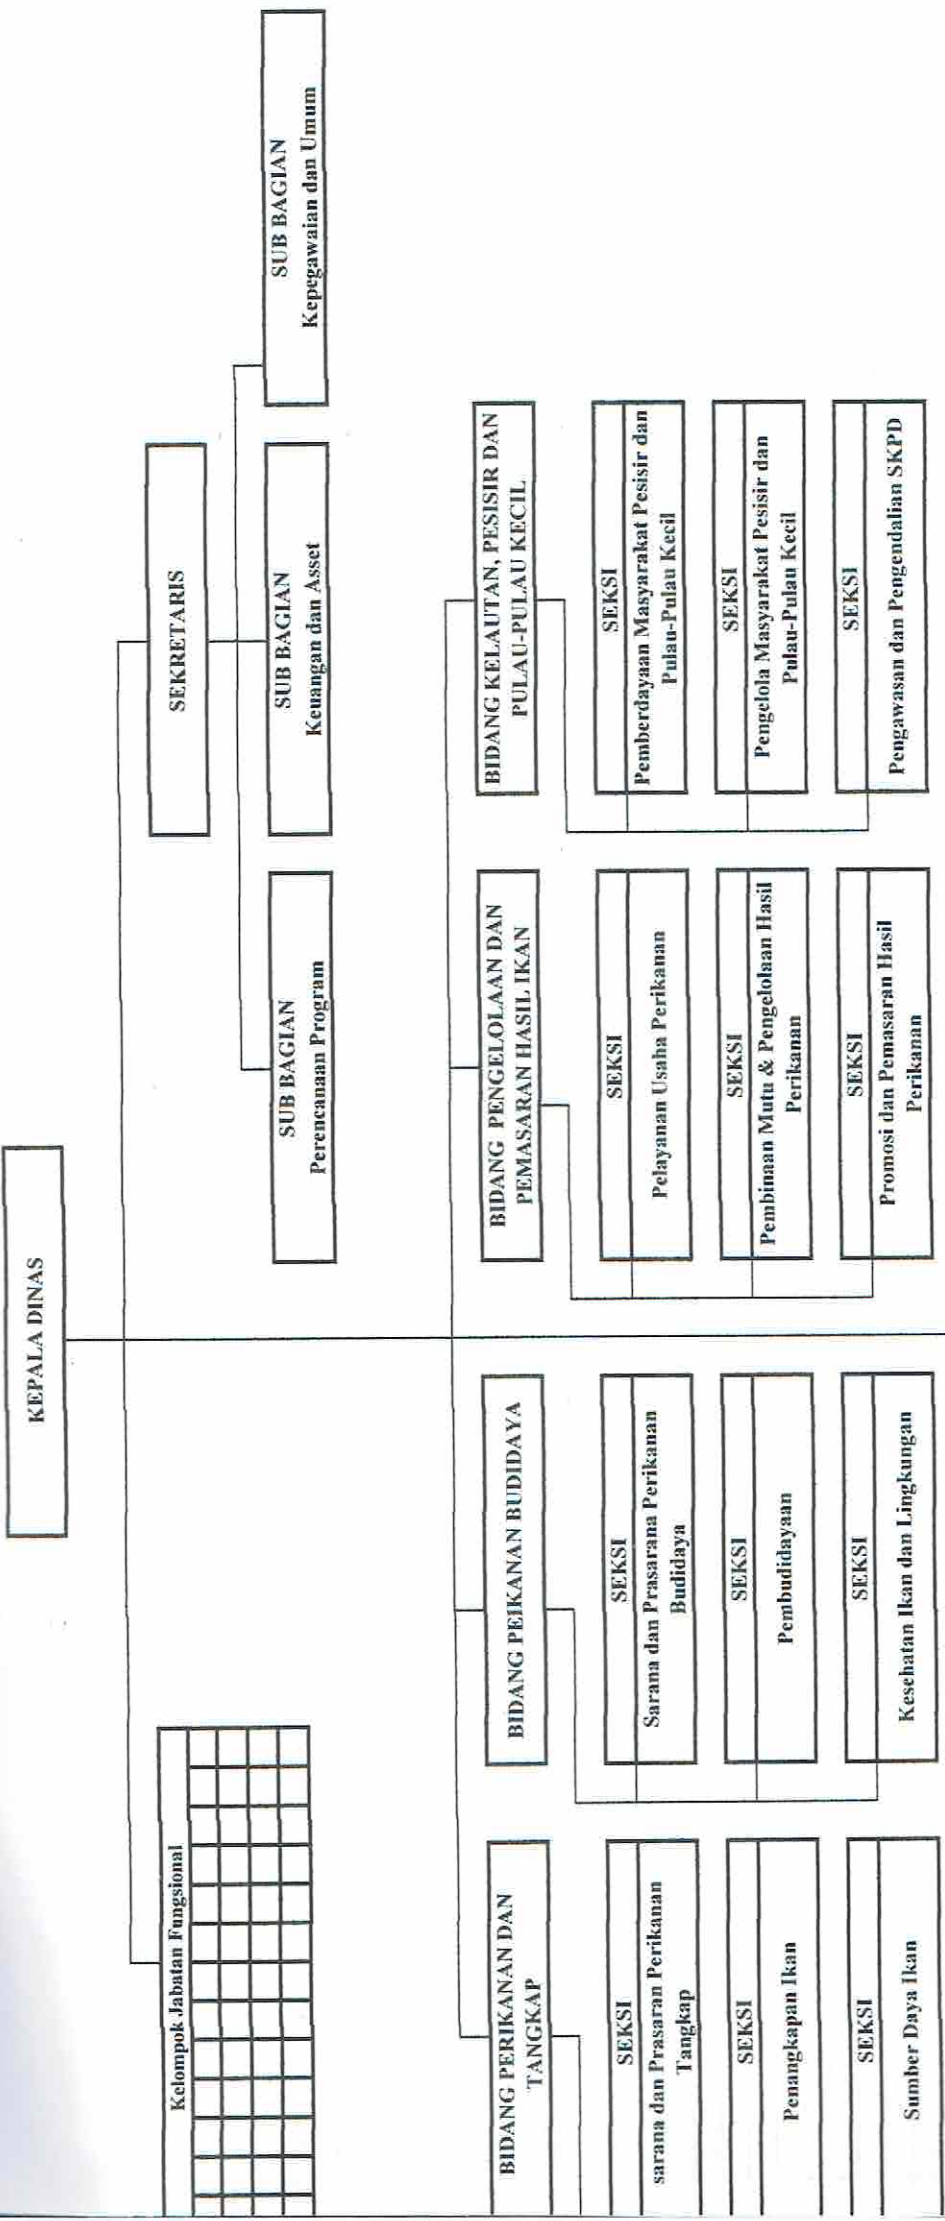 KEPALA DINAS
Kelompok Jabatan Fungsional
SEKRETARIS
SUB BAGIAN
Perencanaan Program
SUB BAGIAN
Keuangan dan Asset
SUB BAGIAN
Kepegawaian dan Umum
BIDANG PERIKANAN DAN
TANGKAP
SEKSI
sarana dan Prasaran Perikanan
Tangkap
SEKSI
Penangkapan Ikan
SEKSI
Sumber Daya Ikan
BIDANG PEIKANAN BUDIDAYA
SEKSI
Sarana dan Prasarana Perikanan
Budidaya
SEKSI
Pembudidayaan
SEKSI
Kesehatan Ikan dan Lingkungan
BIDANG PENGELOLAAN DAN
PEMASARAN HASIL IKAN
SEKSI
Pelayanan Usaha Perikanan
SEKSI
Pembinaan Mutu & Pengelolaan Hasil
Perikanan
SEKSI
Promosi dan Pemasaran Hasil
Perikanan
BIDANG KELAUTAN, PESISIR DAN
PULAU-PULAU KECIL
SEKSI
Pemberdayaan Masyarakat Pesisir dan
Pulau-Pulau Kecil
SEKSI
Pengelola Masyarakat Pesisir dan
Pulau-Pulau Kecil
SEKSI
Pengawasan dan Pengendalian SKPD